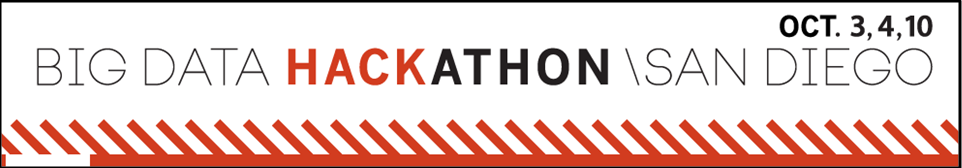 OCT. 3, 4, 10
BIG DATA HACKATHON \SAN DIEGO